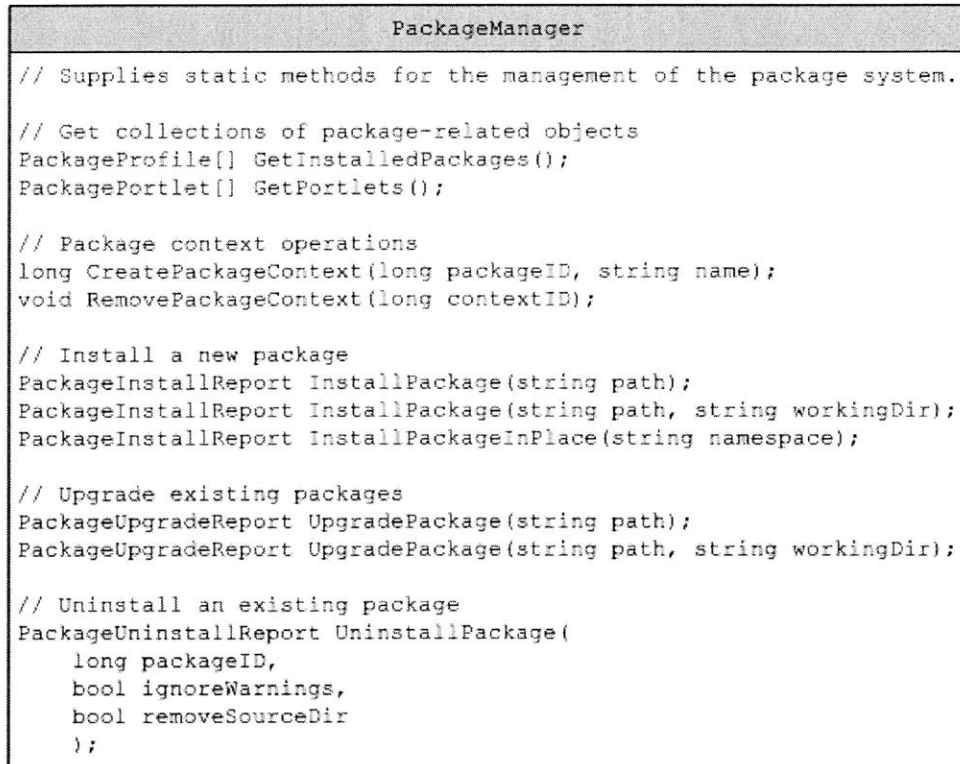 PackageManager
// Supplies static methods for the management of the package system.
// Get collections of package-related objects
PackageProfile[] GetInstalledPackages();
PackagePortlet[] GetPortlets();
// Package context operations
long CreatePackageContext(long packageID, string name);
void RemovePackageContext(long contextID);
// Install a new package
PackageInstallReport InstallPackage(string path);
PackageInstallReport InstallPackage(string path, string workingDir);
PackageInstallReport InstallPackageInPlace(string namespace);
// Upgrade existing packages
PackageUpgradeReport UpgradePackage(string path);
PackageUpgradeReport UpgradePackage(string path, string workingDir);
// Uninstall an existing package
PackageUninstallReport UninstallPackage(
    long packageID,
    bool ignoreWarnings,
    bool removeSourceDir
    );